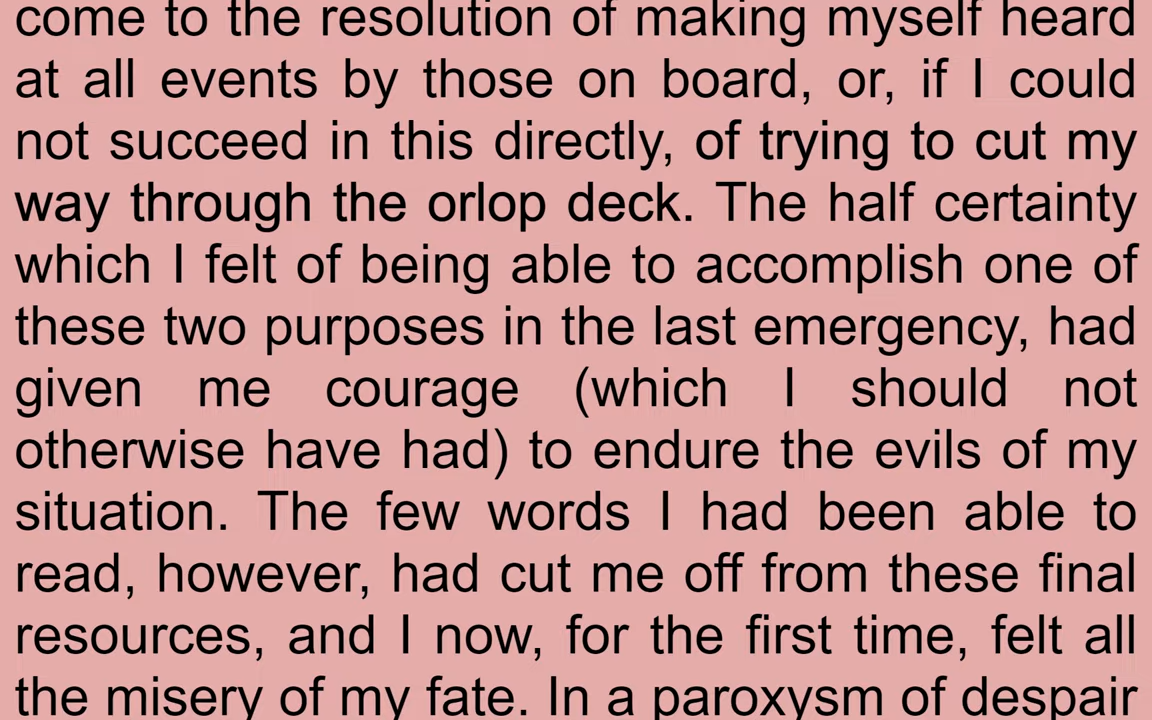 come to the resolution of making myself heard
at all events by those on board, or, if I could
not succeed in this directly, of trying to cut my
way through the orlop deck. The half certainty
which I felt of being able to accomplish one of
these two purposes in the last emergency, had
given me courage (which I should not
otherwise have had) to endure the evils of my
situation. The few words I had been able to
read, however, had cut me off from these final
resources, and I now, for the first time, felt all
the misery of my fate. In a paroxysm of despair